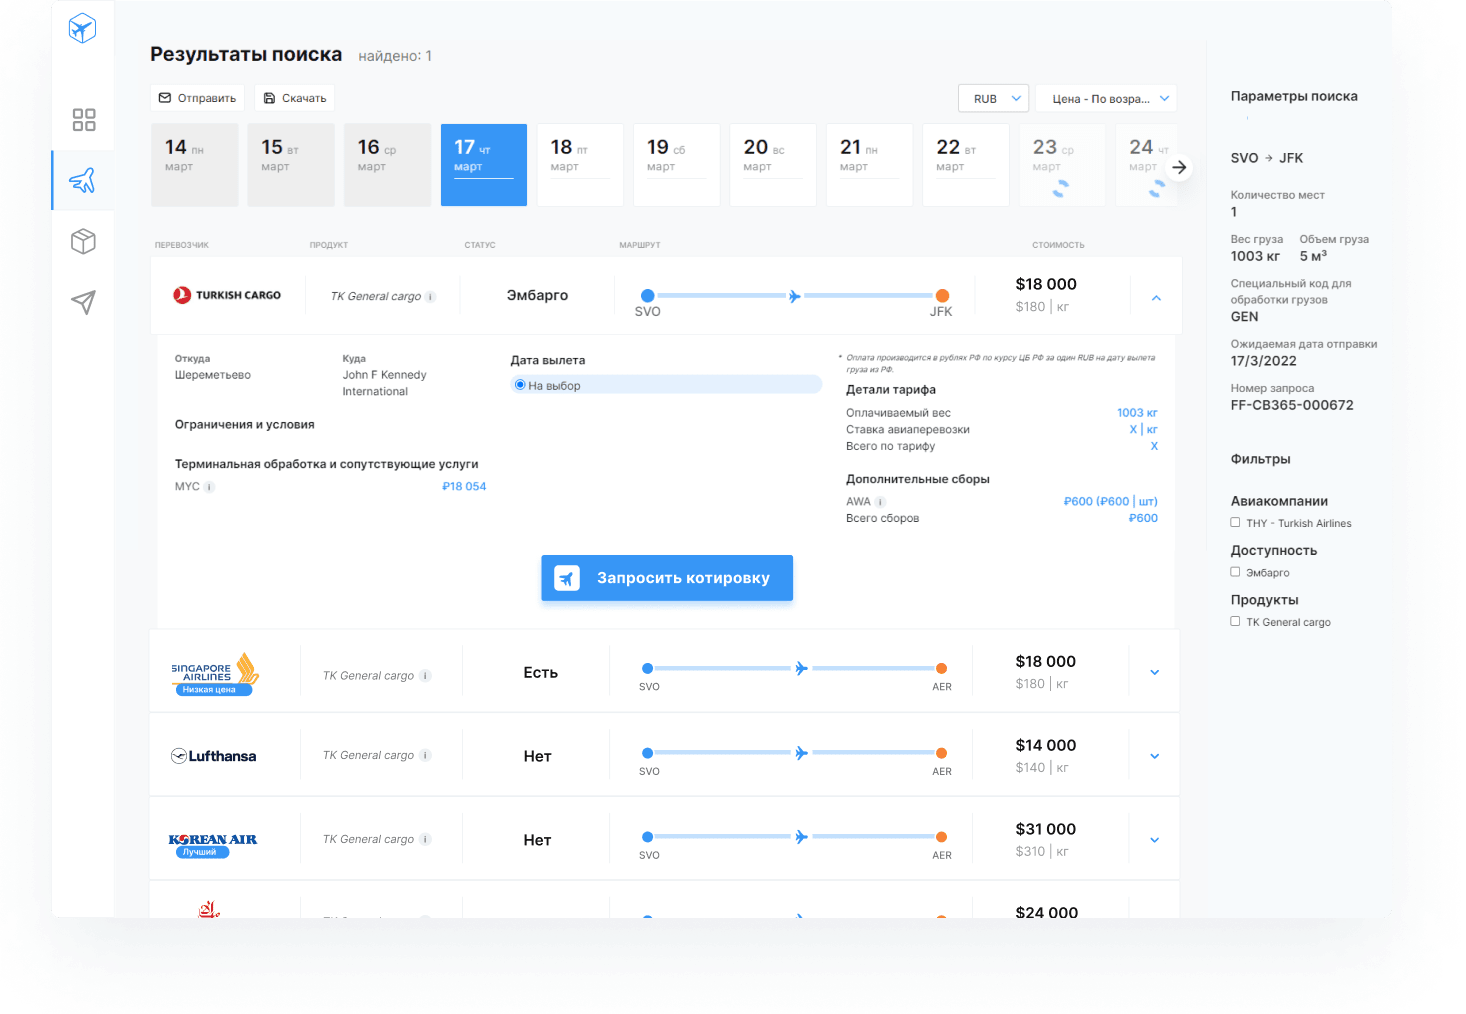 Результаты поиска найдено: 1
Отправить Скачать RUB Цена - По возра...
14 пн 15 вт 16 ср 17 чт 18 пт 19 сб 20 вс 21 пн 22 вт 23 ср 24 чт
март март март март март март март март март март март
ПЕРЕВОЗЧИК ПРОДУКТ СТАТУС МАРШРУТ СТОИМОСТЬ
TURKISH CARGO TK General cargo i Эмбарго SVO JFK $18 000
$180 | кг
Откуда
Шереметьево
Куда
John F Kennedy
International
Дата вылета
На выбор
Ограничения и условия
Терминальная обработка и сопутствующие услуги
MYC i ₽18 054
* Оплата производится в рублях РФ по курсу ЦБ РФ за один RUB на дату вылета
груза из РФ.
Детали тарифа
Оплачиваемый вес 1003 кг
Ставка авиаперевозки X | кг
Всего по тарифу X
Дополнительные сборы
AWA i ₽600 (₽600 | шт)
Всего сборов ₽600
Запросить котировку
SINGAPORE
AIRLINES
Низкая цена
TK General cargo i Есть SVO AER $18 000
$180 | кг
Lufthansa TK General cargo i Нет SVO AER $14 000
$140 | кг
KOREAN AIR
Лучший
TK General cargo i Нет SVO AER $31 000
$310 | кг
$24 000
Параметры поиска
SVO → JFK
Количество мест
1
Вес груза Объем груза
1003 кг 5 м³
Специальный код для
обработки грузов
GEN
Ожидаемая дата отправки
17/3/2022
Номер запроса
FF-CB365-000672
Фильтры
Авиакомпании
THY - Turkish Airlines
Доступность
Эмбарго
Продукты
TK General cargo